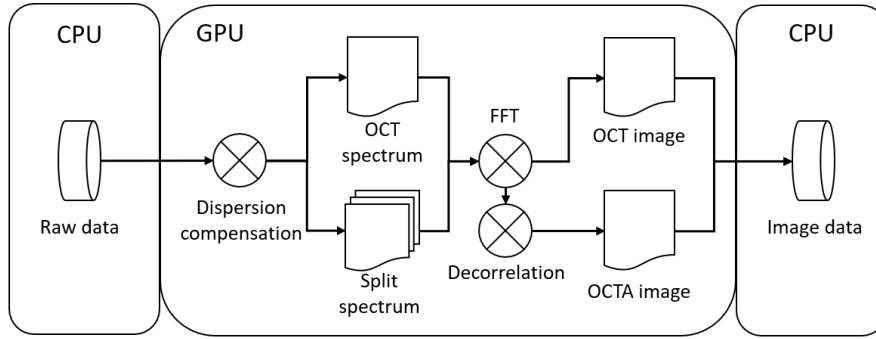 CPU
GPU
CPU
Raw data
Dispersion
compensation
OCT
spectrum
Split
spectrum
FFT
Decorrelation
OCT image
OCTA image
Image data